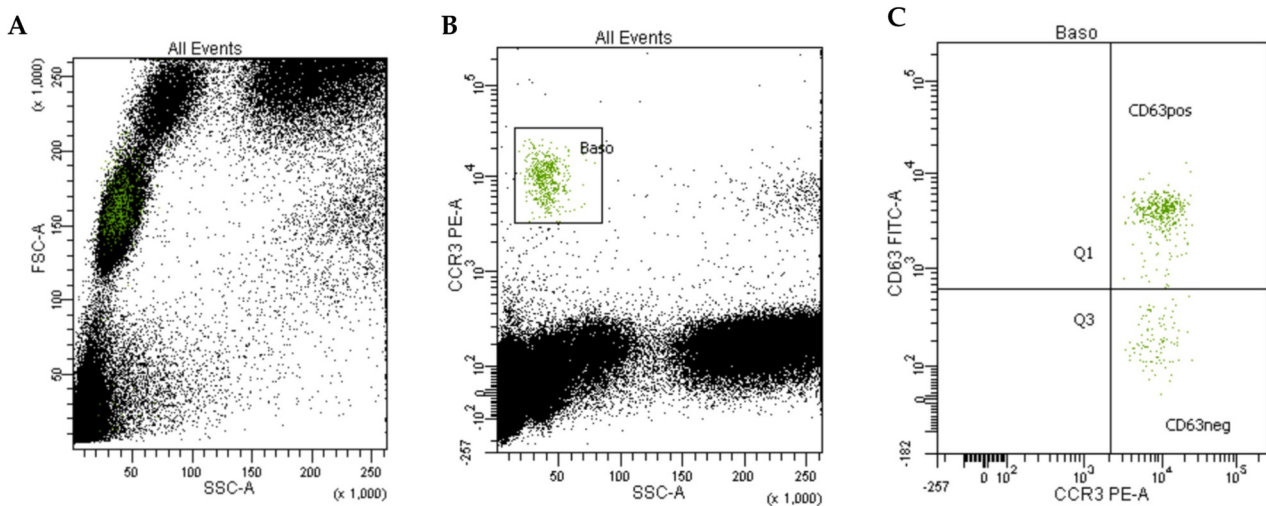 A
All Events
(x 1,000)
250
200
150
100
50
FSC-A
50
100
150
200
250
SSC-A
(x 1,000)
B
All Events
10^5
10^4
10^3
10^2
0
-10^2
-257
CCR3 PE-A
Baso
50
100
150
200
250
SSC-A
(x 1,000)
C
Baso
10^5
10^4
10^3
10^2
0
-182
CD63 FITC-A
CD63pos
Q1
Q3
CD63neg
-257
0
10^2
10^3
10^4
10^5
CCR3 PE-A